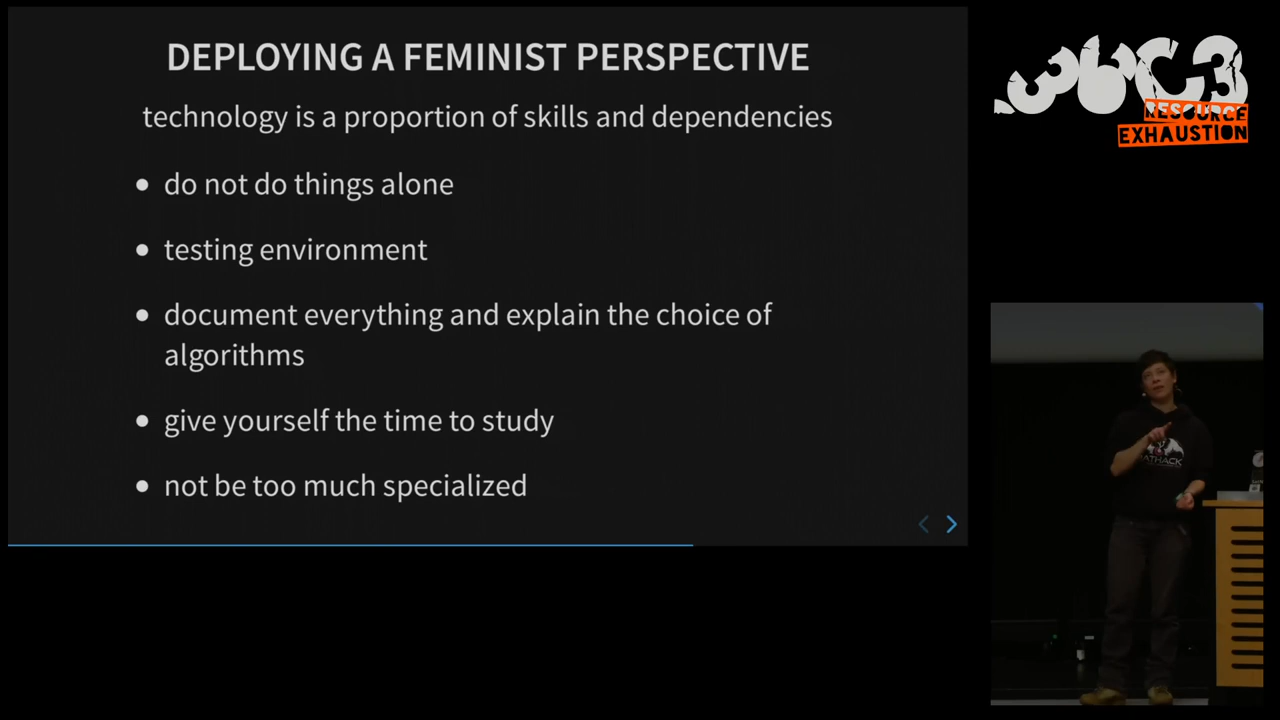 DEPLOYING A FEMINIST PERSPECTIVE
technology is a proportion of skills and dependencies
do not do things alone
testing environment
document everything and explain the choice of
algorithms
give yourself the time to study
not be too much specialized
36C3
RESOURCE
EXHAUSTION